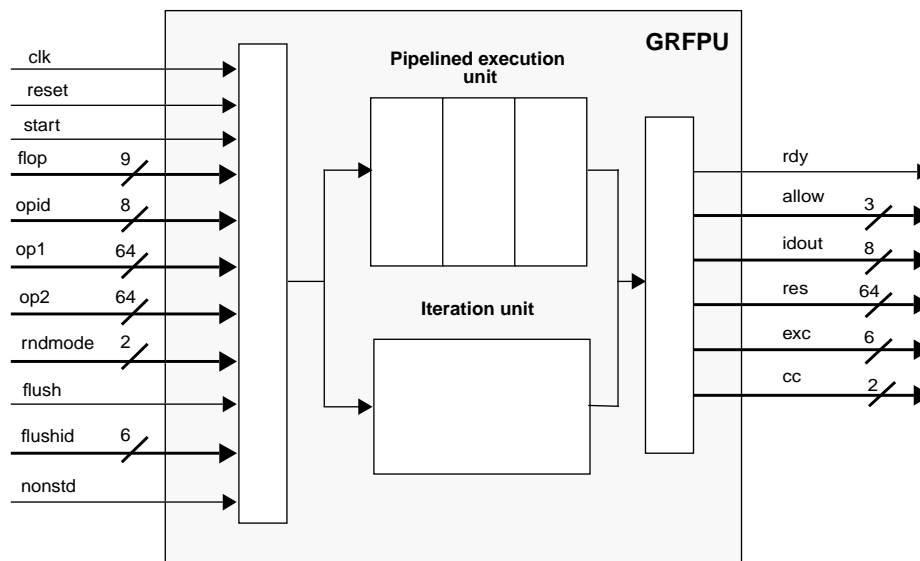 GRFPU
Pipelined execution
unit
Iteration unit
clk
reset
start
flop 9
opid 8
op1 64
op2 64
rndmode 2
flush
flushid 6
nonstd
rdy
allow 3
idout 8
res 64
exc 6
cc 2